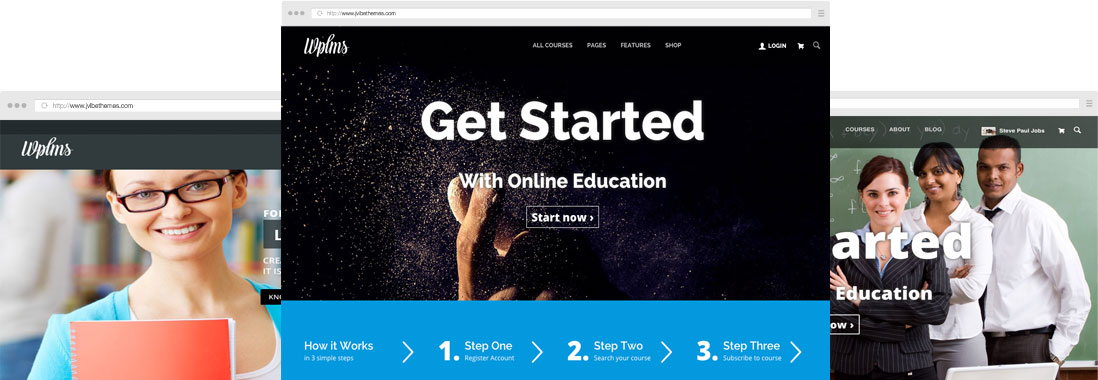 http://www.jvibethemes.com
Wplms
FOR
L
CREA
IT IS
KNO
http://www.jvibethemes.com
Wplms
ALL COURSES PAGES FEATURES SHOP LOGIN
Get Started
With Online Education
Start now ›
How it Works
in 3 simple steps
1. Step One
Register Account
2. Step Two
Search your course
3. Step Three
Subscribe to course
COURSES ABOUT BLOG Steve Paul Jobs
arted
Education
ow ›